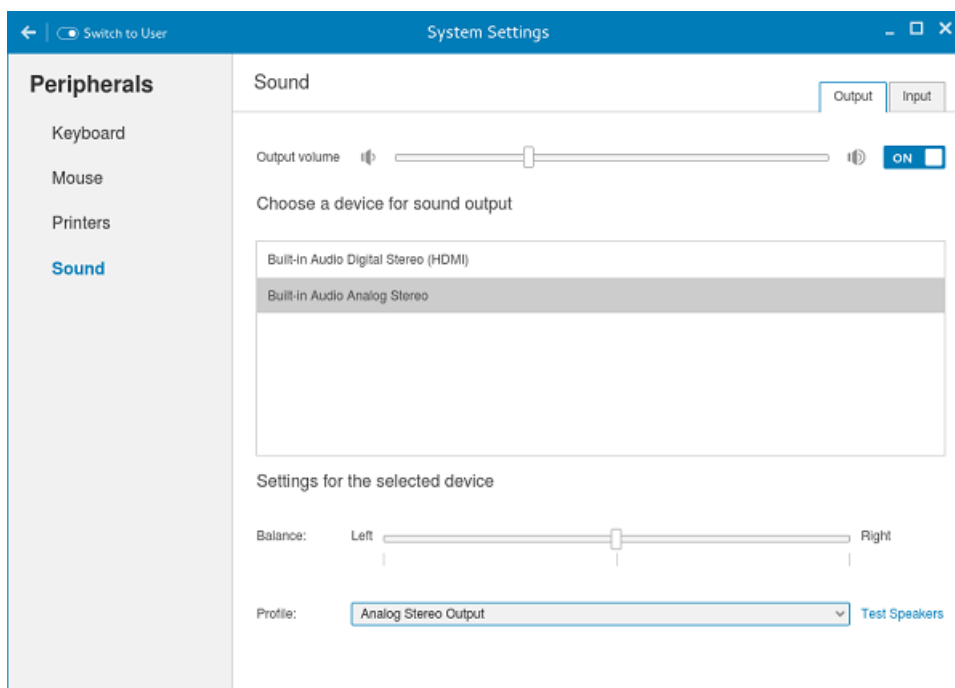 Switch to User
System Settings
Peripherals
Keyboard
Mouse
Printers
Sound
Sound
Output
Input
Output volume
ON
Choose a device for sound output
Built-in Audio Digital Stereo (HDMI)
Built-in Audio Analog Stereo
Settings for the selected device
Balance: Left Right
Profile: Analog Stereo Output Test Speakers